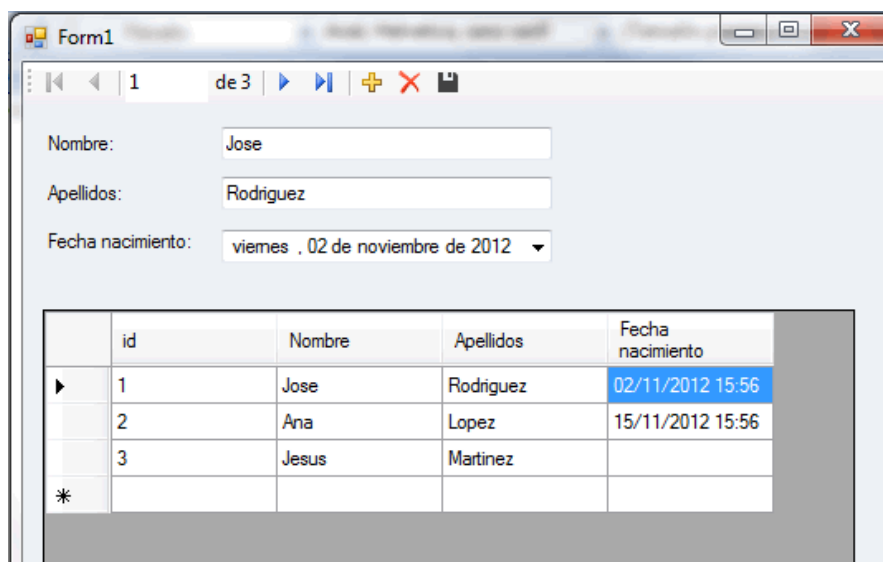 Form1
1 de 3
Nombre: Jose
Apellidos: Rodriguez
Fecha nacimiento: viernes , 02 de noviembre de 2012
id Nombre Apellidos Fecha
nacimiento
1 Jose Rodriguez 02/11/2012 15:56
2 Ana Lopez 15/11/2012 15:56
3 Jesus Martinez